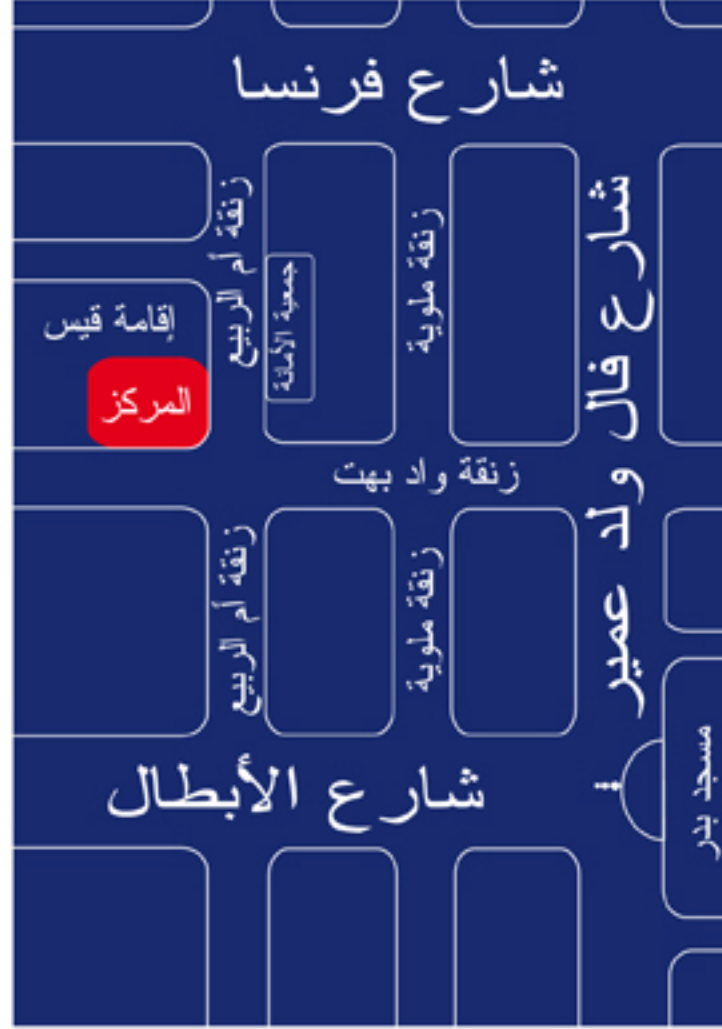 شارع فرنسا
شارع فال ولد عمير
زنقة أم الربيع
زنقة ملوية
جمعية الأمانة
إقامة قيس
المركز
زنقة واد بهت
زنقة أم الربيع
زنقة ملوية
شارع الأبطال
مسجد بدر